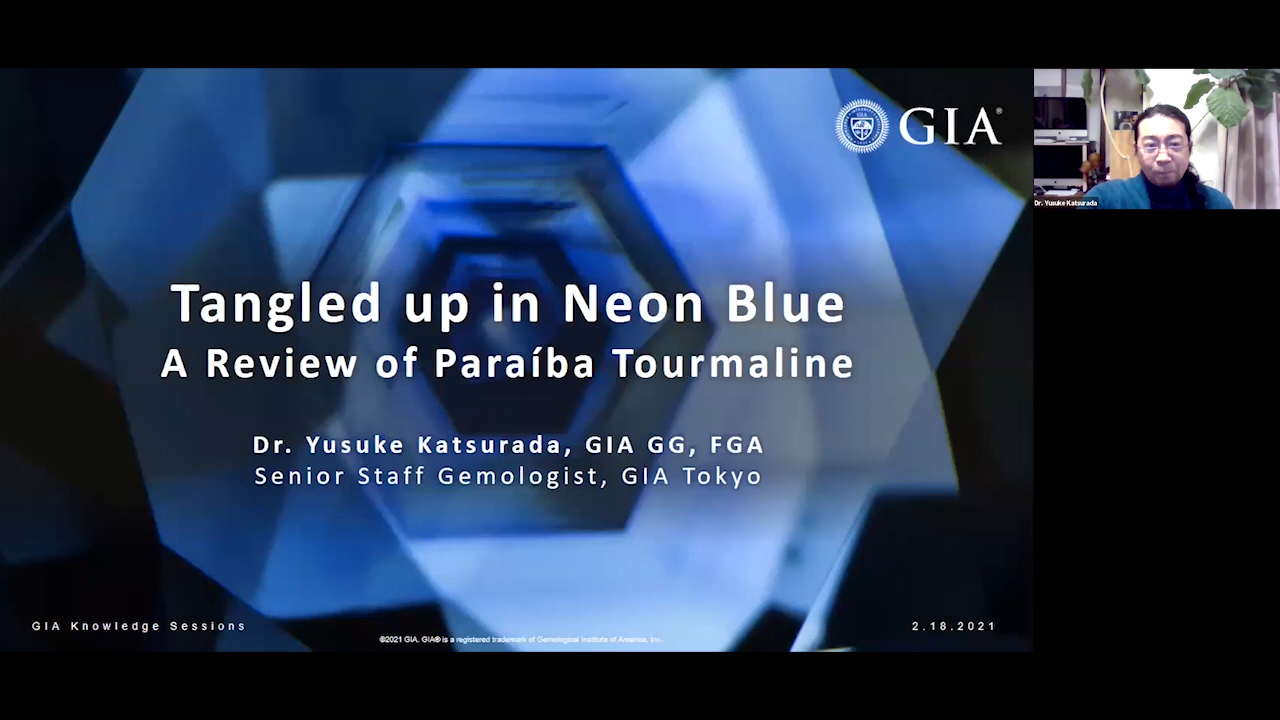 GIA®
Tangled up in Neon Blue
A Review of Paraíba Tourmaline
Dr. Yusuke Katsurada, GIA GG, FGA
Senior Staff Gemologist, GIA Tokyo
GIA Knowledge Sessions
©2021 GIA. GIA® is a registered trademark of Gemological Institute of America, Inc.
2.18.2021
Dr. Yusuke Katsurada